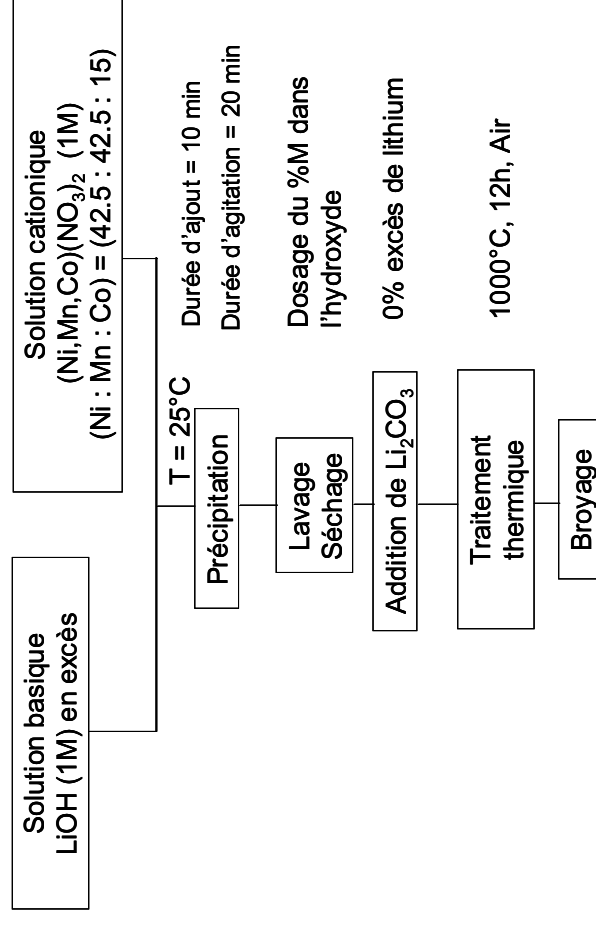 Solution basique
LiOH (1M) en excès
Solution cationique
(Ni,Mn,Co)(NO₃)₂ (1M)
(Ni : Mn : Co) = (42.5 : 42.5 : 15)
T = 25°C
Précipitation
Durée d'ajout = 10 min
Durée d'agitation = 20 min
Lavage
Séchage
Dosage du %M dans
l'hydroxyde
Addition de Li₂CO₃
0% excès de lithium
Traitement
thermique
1000°C, 12h, Air
Broyage